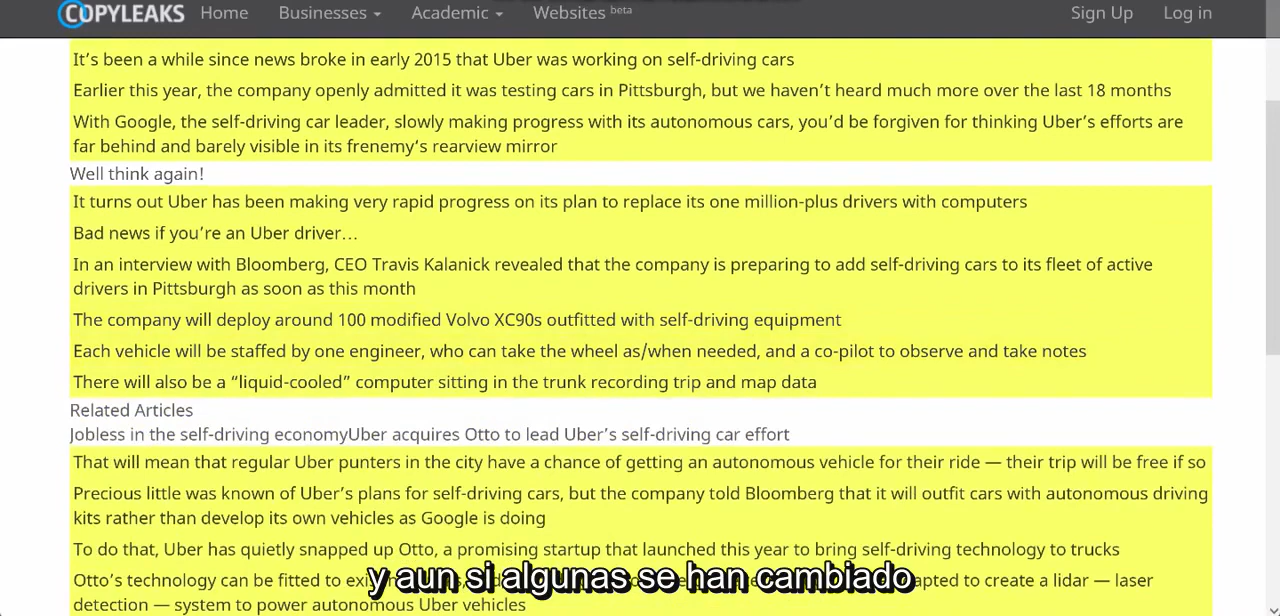 COPYLEAKS Home Businesses Academic Websites beta Sign Up Log in
It’s been a while since news broke in early 2015 that Uber was working on self-driving cars
Earlier this year, the company openly admitted it was testing cars in Pittsburgh, but we haven’t heard much more over the last 18 months
With Google, the self-driving car leader, slowly making progress with its autonomous cars, you’d be forgiven for thinking Uber’s efforts are
far behind and barely visible in its frenemy’s rearview mirror
Well think again!
It turns out Uber has been making very rapid progress on its plan to replace its one million-plus drivers with computers
Bad news if you’re an Uber driver…
In an interview with Bloomberg, CEO Travis Kalanick revealed that the company is preparing to add self-driving cars to its fleet of active
drivers in Pittsburgh as soon as this month
The company will deploy around 100 modified Volvo XC90s outfitted with self-driving equipment
Each vehicle will be staffed by one engineer, who can take the wheel as/when needed, and a co-pilot to observe and take notes
There will also be a “liquid-cooled” computer sitting in the trunk recording trip and map data
Related Articles
Jobless in the self-driving economyUber acquires Otto to lead Uber’s self-driving car effort
That will mean that regular Uber punters in the city have a chance of getting an autonomous vehicle for their ride — their trip will be free if so
Precious little was known of Uber’s plans for self-driving cars, but the company told Bloomberg that it will outfit cars with autonomous driving
kits rather than develop its own vehicles as Google is doing
To do that, Uber has quietly snapped up Otto, a promising startup that launched this year to bring self-driving technology to trucks
Otto’s technology can be fitted to to create a lidar — laser
y aun si algunas se han cambiado
detection — system to power autonomous Uber vehicles